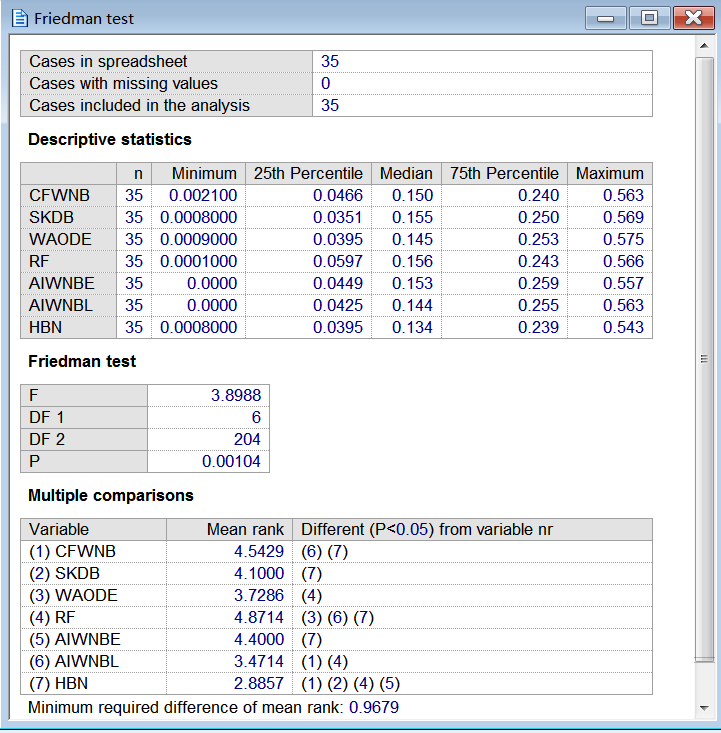 Friedman test
Cases in spreadsheet 35
Cases with missing values 0
Cases included in the analysis 35
Descriptive statistics
n Minimum 25th Percentile Median 75th Percentile Maximum
CFWNB 35 0.002100 0.0466 0.150 0.240 0.563
SKDB 35 0.0008000 0.0351 0.155 0.250 0.569
WAODE 35 0.0009000 0.0395 0.145 0.253 0.575
RF 35 0.0001000 0.0597 0.156 0.243 0.566
AIWNBE 35 0.0000 0.0449 0.153 0.259 0.557
AIWNBL 35 0.0000 0.0425 0.144 0.255 0.563
HBN 35 0.0008000 0.0395 0.134 0.239 0.543
Friedman test
F 3.8988
DF 1 6
DF 2 204
P 0.00104
Multiple comparisons
Variable Mean rank Different (P<0.05) from variable nr
(1) CFWNB 4.5429 (6) (7)
(2) SKDB 4.1000 (7)
(3) WAODE 3.7286 (4)
(4) RF 4.8714 (3) (6) (7)
(5) AIWNBE 4.4000 (7)
(6) AIWNBL 3.4714 (1) (4)
(7) HBN 2.8857 (1) (2) (4) (5)
Minimum required difference of mean rank: 0.9679